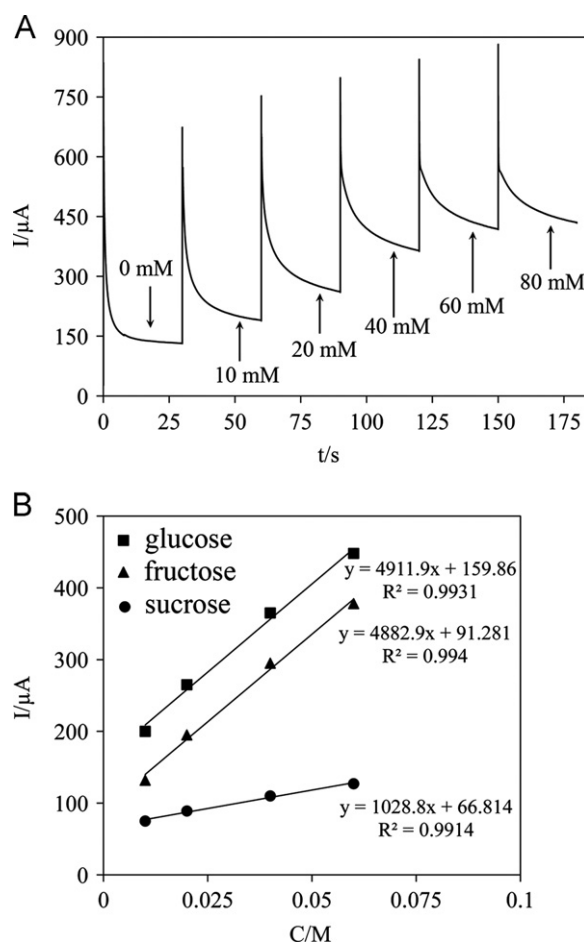 A
900
750
600
450
300
150
0
I/µA
0 mM
10 mM
20 mM
40 mM
60 mM
80 mM
0
25
50
75
100
125
150
175
t/s
B
500
400
300
200
100
0
I/µA
glucose
fructose
sucrose
y = 4911.9x + 159.86
R² = 0.9931
y = 4882.9x + 91.281
R² = 0.994
y = 1028.8x + 66.814
R² = 0.9914
0
0.025
0.05
0.075
0.1
C/M